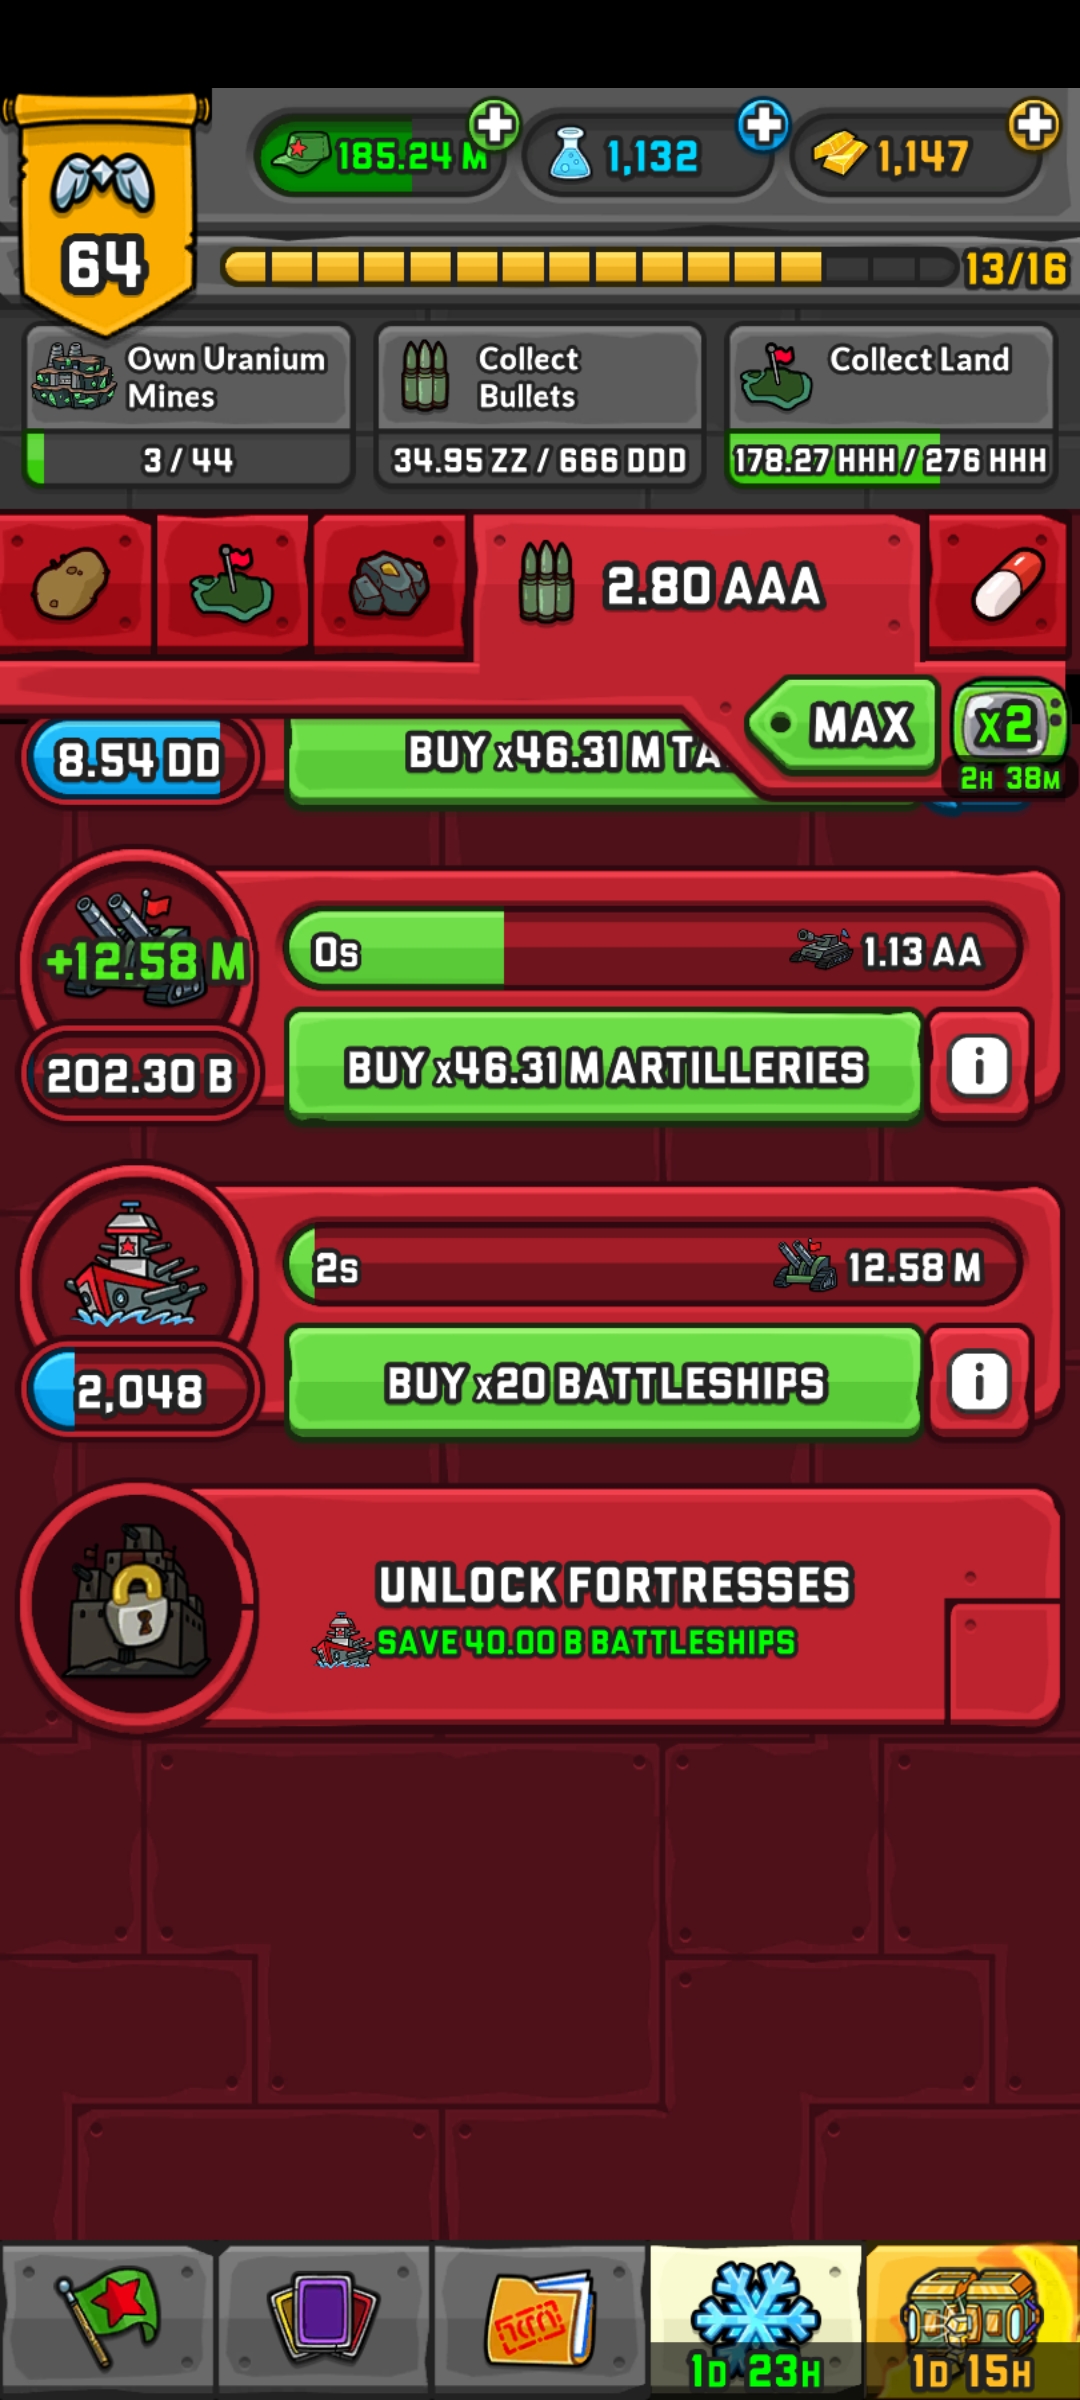 185.24 M
1,132
1,147
64
13/16
Own Uranium
Mines
3 / 44
Collect
Bullets
34.95 ZZ / 666 DDD
Collect Land
178.27 HHH / 276 HHH
2.80 AAA
MAX
X2
2H 38M
8.54 DD
BUY x46.31 M TA
+12.58 M
0s
1.13 AA
202.30 B
BUY x46.31 M ARTILLERIES
i
2s
12.58 M
2,048
BUY x20 BATTLESHIPS
i
UNLOCK FORTRESSES
SAVE 40.00 B BATTLESHIPS
1D 23H
1D 15H